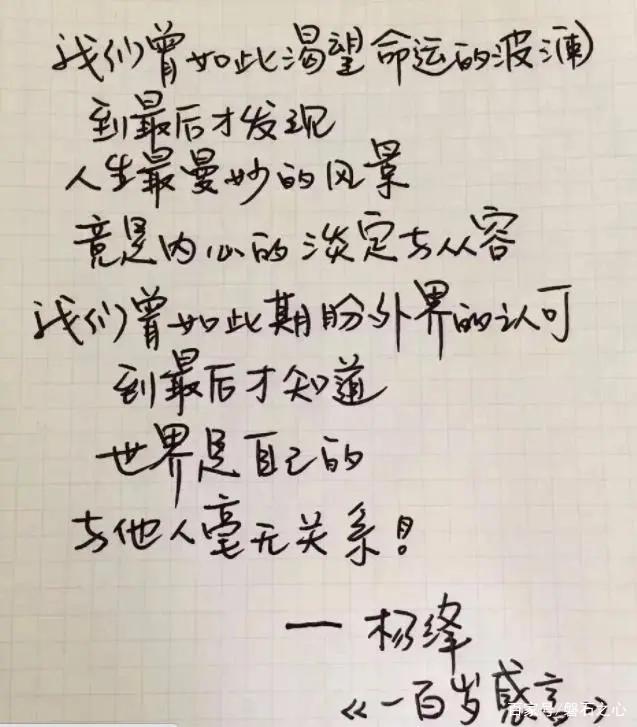 我们曾如此渴望命运的波澜
到最后才发现
人生最曼妙的风景
竟是内心的淡定与从容
我们曾如此期盼外界的认可
到最后才知道
世界是自己的
与他人毫无关系!
— 杨绛
《一百岁感言
百家号/磐石之心